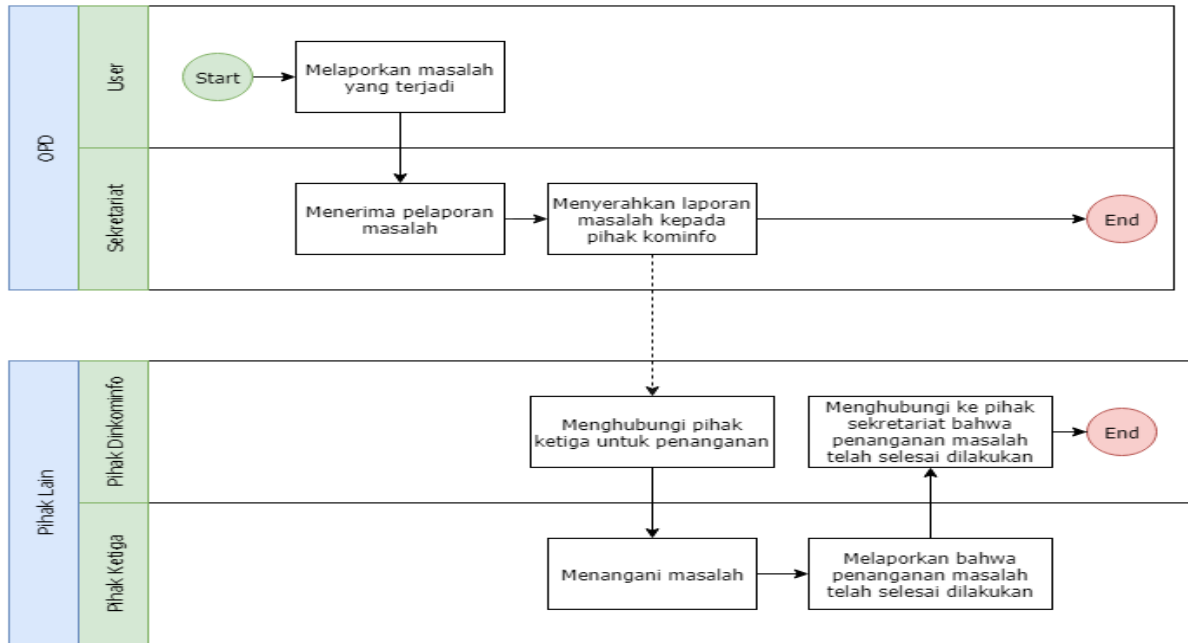 OPD
User
Start
Melaporkan masalah
yang terjadi
Sekretariat
Menerima pelaporan
masalah
Menyerahkan laporan
masalah kepada
pihak kominfo
End
Pihak Lain
Pihak Dinkominfo
Menghubungi pihak
ketiga untuk penanganan
Menghubungi ke pihak
sekretariat bahwa
penanganan masalah
telah selesai dilakukan
End
Pihak Ketiga
Menangani masalah
Melaporkan bahwa
penanganan masalah
telah selesai dilakukan